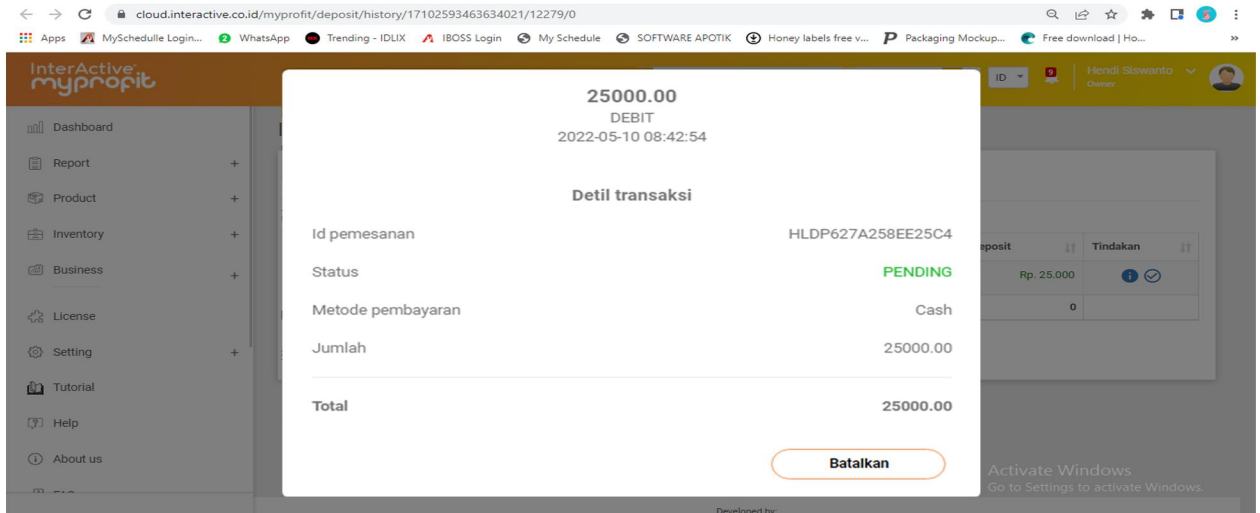 cloud.interactive.co.id/myprofit/deposit/history/17102593463634021/12279/0
Apps MySchedulle Login... WhatsApp Trending - IDLIX IBOSS Login My Schedule SOFTWARE APOTIK Honey labels free v... Packaging Mockup... Free download | Ho... »
InterActive
myprofit
ID 9 Hendi Siswanto
Owner
Dashboard
Report +
Product +
Inventory +
Business +
License
Setting +
Tutorial
Help
About us
25000.00
DEBIT
2022-05-10 08:42:54
Detil transaksi
Id pemesanan HLDP627A258EE25C4
Status PENDING
Metode pembayaran Cash
Jumlah 25000.00
Total 25000.00
Batalkan
eposit Tindakan
Rp. 25.000
0
Activate Windows
Go to Settings to activate Windows.
Developed by: